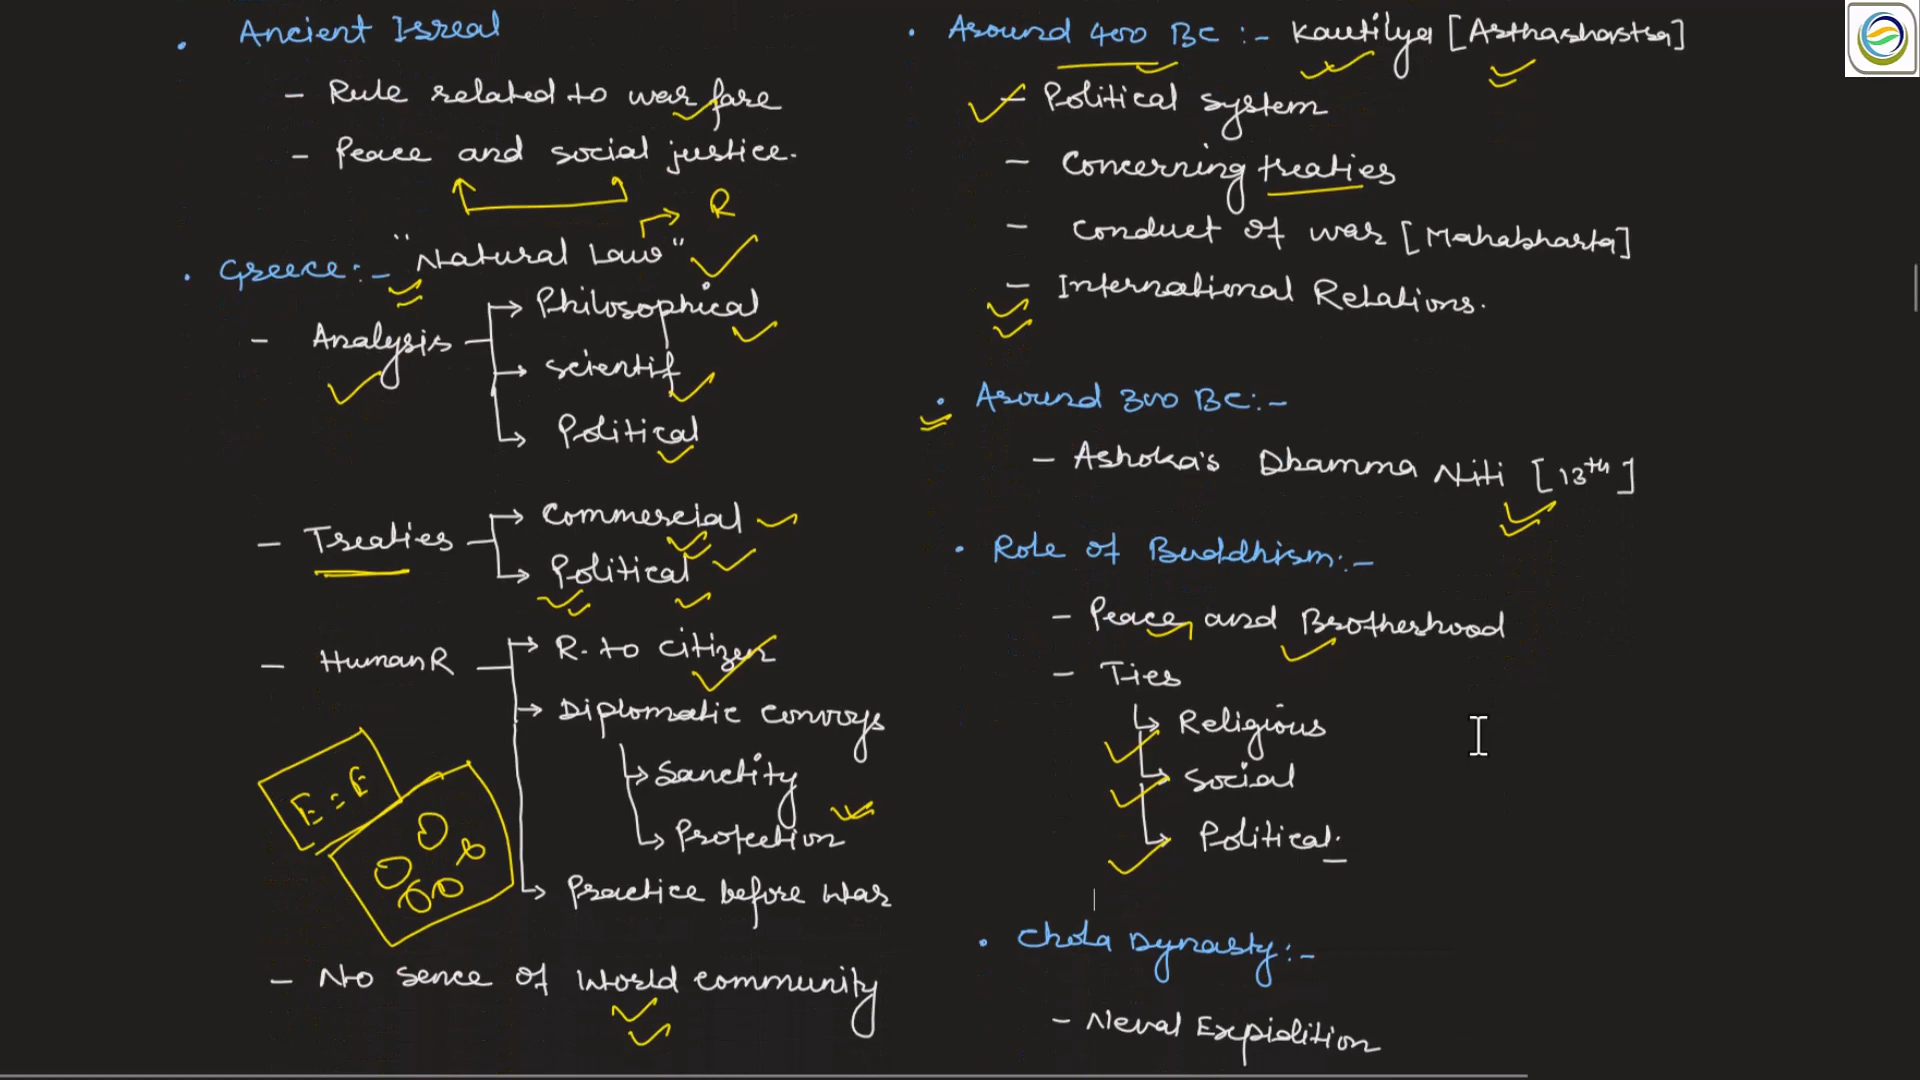 Ancient Isreal
- Rule related to war fare
- Peace and social justice.
R
Greece:- "Natural Law"
- Analysis
Philosophical
scientif
Political
- Treaties
Commercial
Political
- Human R
R. to citizen
Diplomatic convoys
Sanctity
Protection
Practice before war
E = E
- No sence of world community
Around 400 BC :- Kautilya [Arthashastra]
- Political system
- Concerning treaties
- Conduct of war [Mahabharta]
- International Relations.
Around 300 BC:-
- Ashoka's Dhamma Niti [13th]
Role of Buddhism:-
- Peace and Brotherhood
- Ties
Religious
Social
Political.
Chola Dynasty:-
- Neval Expidition